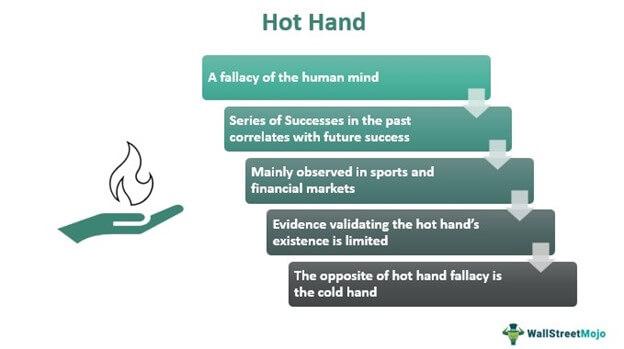 Hot Hand
A fallacy of the human mind
Series of Successes in the past
correlates with future success
Mainly observed in sports and
financial markets
Evidence validating the hot hand's
existence is limited
The opposite of hot hand fallacy is
the cold hand
WallStreetMojo